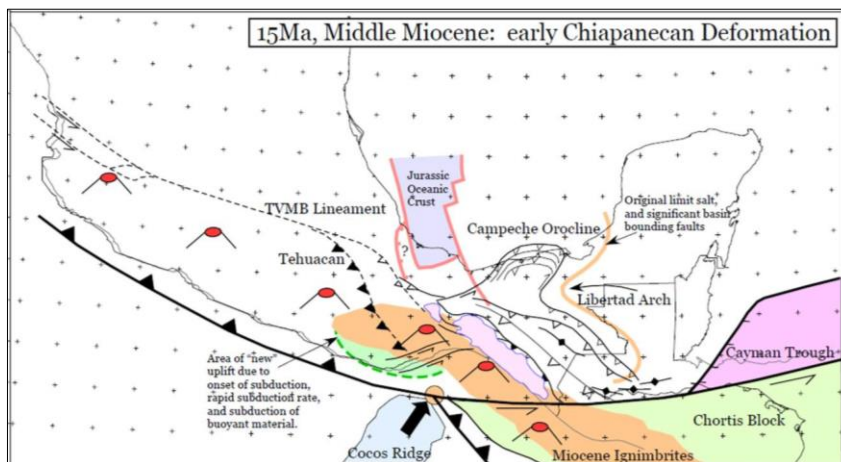 15Ma, Middle Miocene: early Chiapanecan Deformation
Jurassic
Oceanic
Crust
TVMB Lineament
?
Campeche Orocline
Original limit salt,
and significant basin
bounding faults
Tehuacan
Libertad Arch
Area of "new"
uplift due to
onset of subduction,
rapid subduction rate,
and subduction of
buoyant material.
Cayman Trough
Chortis Block
Cocos Ridge
Miocene Ignimbrites